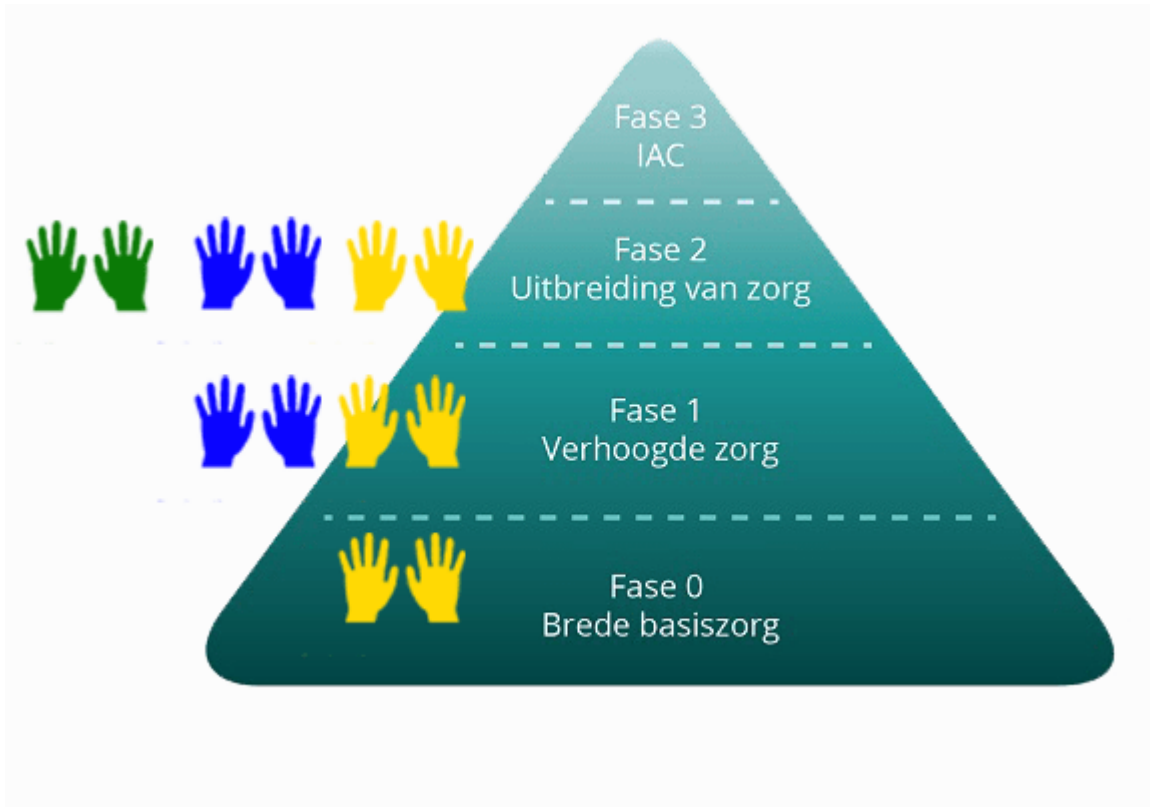 Fase 3
IAC
Fase 2
Uitbreiding van zorg
Fase 1
Verhoogde zorg
Fase 0
Brede basiszorg